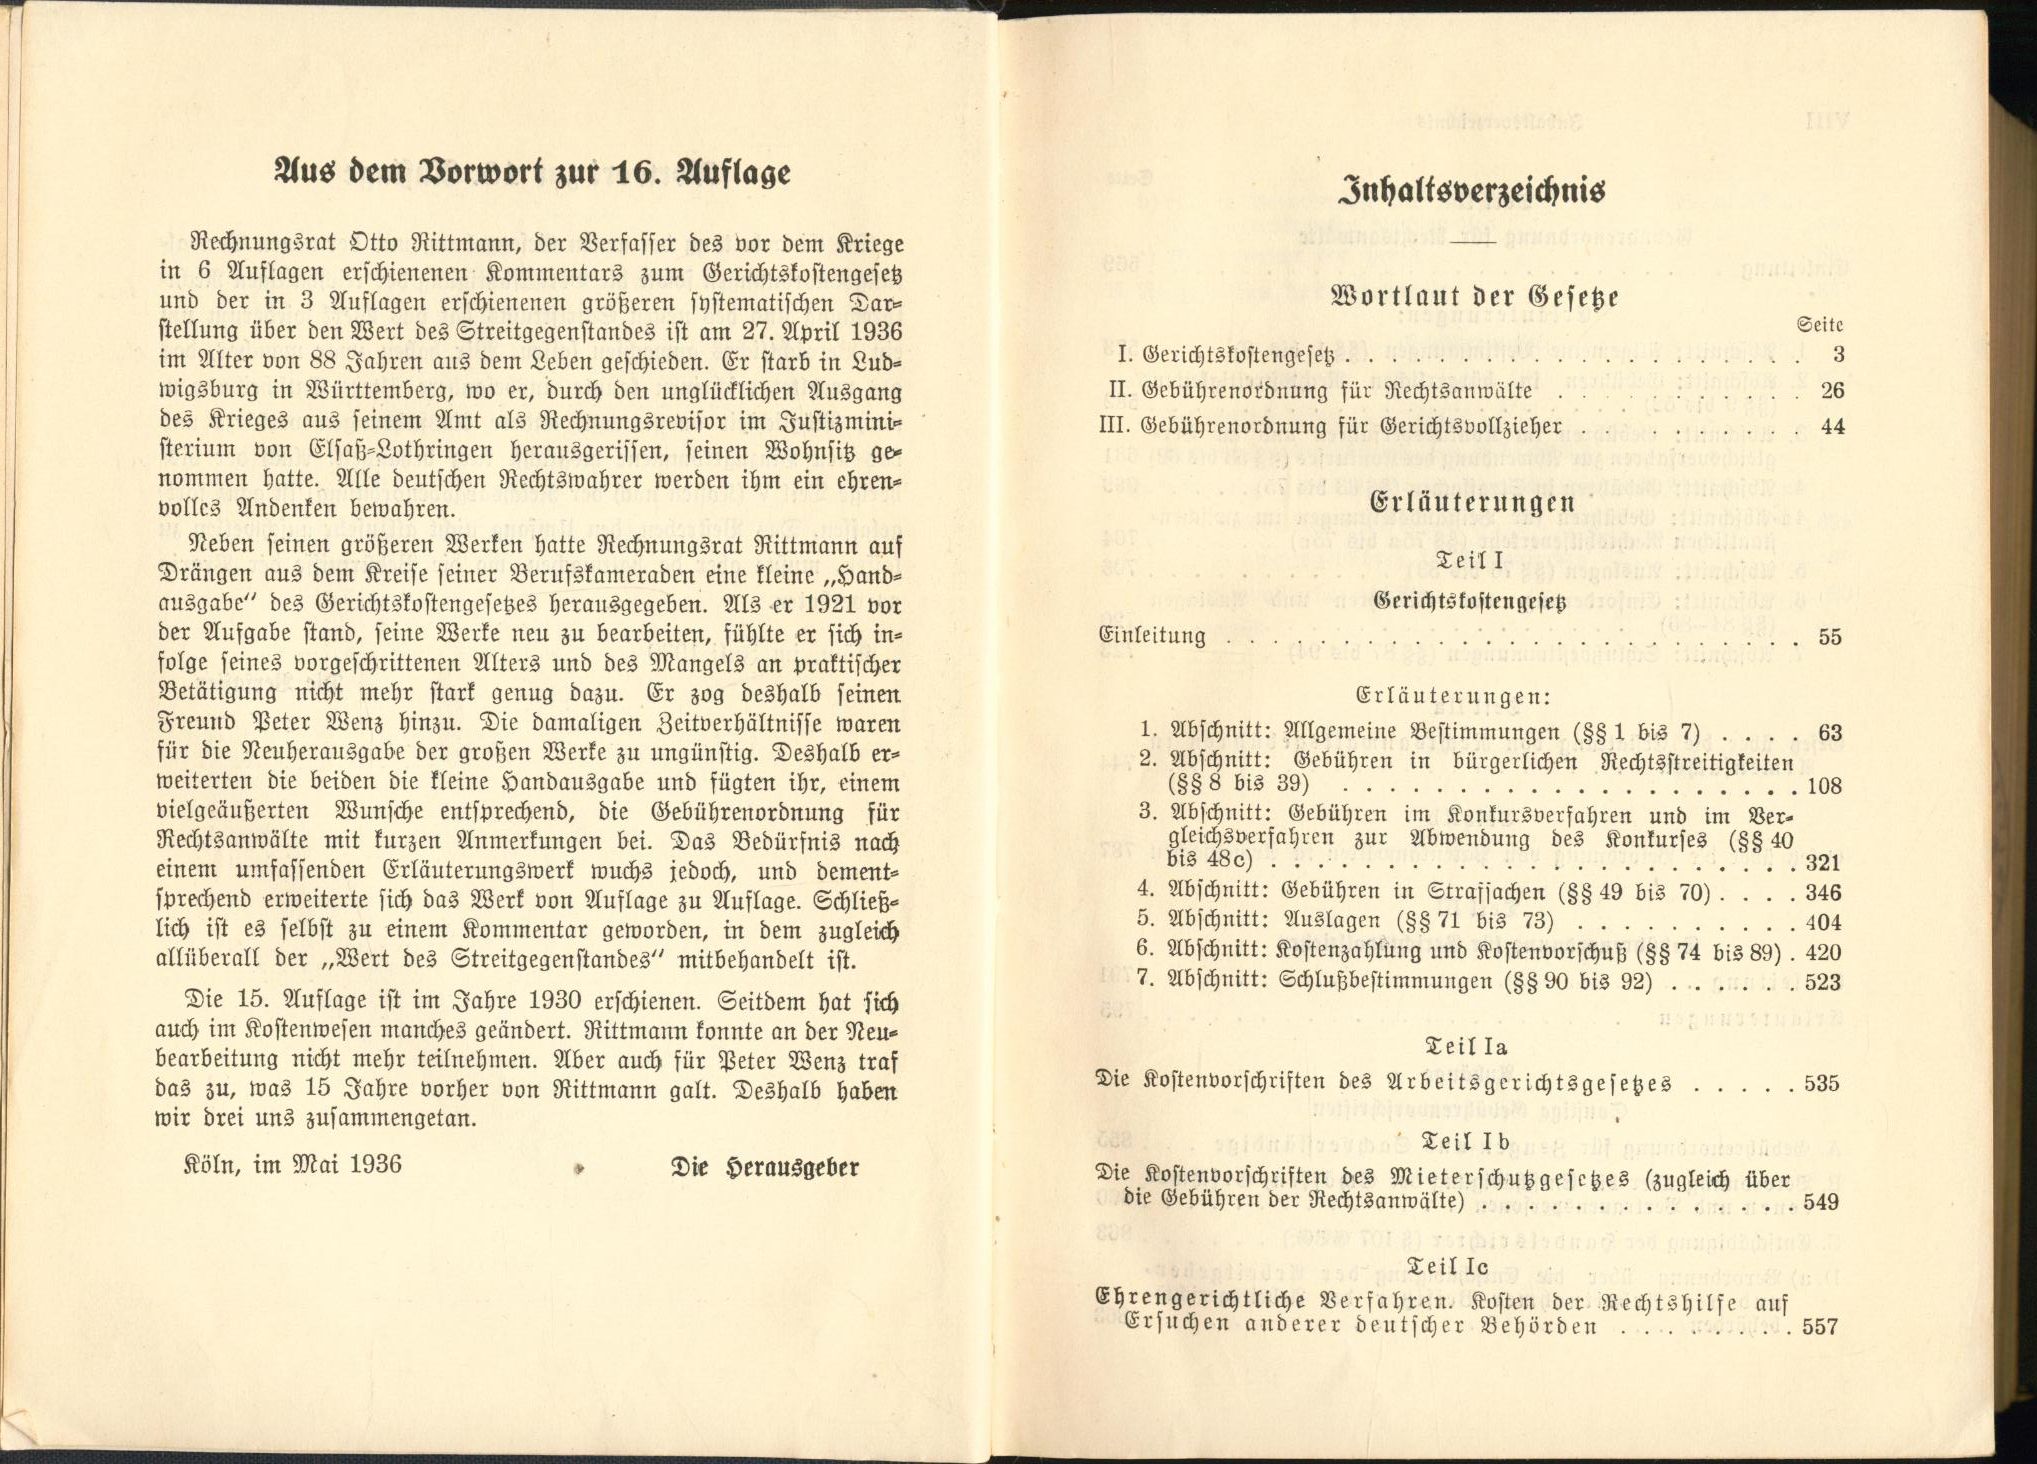 Aus dem Vorwort zur 16. Auflage
Rechnungsrat Otto Rittmann, der Verfasser des vor dem Kriege
in 6 Auflagen erschienenen Kommentars zum Gerichtskostengesetz
und der in 3 Auflagen erschienenen größeren systematischen Dar-
stellung über den Wert des Streitgegenstandes ist am 27. April 1936
im Alter von 88 Jahren aus dem Leben geschieden. Er starb in Lud-
wigsburg in Württemberg, wo er, durch den unglücklichen Ausgang
des Krieges aus seinem Amt als Rechnungsrevisor im Justizmini-
sterium von Elsaß-Lothringen herausgerissen, seinen Wohnsitz ge-
nommen hatte. Alle deutschen Rechtswahrer werden ihm ein ehren-
volles Andenken bewahren.
Neben seinen größeren Werken hatte Rechnungsrat Rittmann auf
Drängen aus dem Kreise seiner Berufskameraden eine kleine „Hand-
ausgabe“ des Gerichtskostengesetzes herausgegeben. Als er 1921 vor
der Aufgabe stand, seine Werke neu zu bearbeiten, fühlte er sich in-
folge seines vorgeschrittenen Alters und des Mangels an praktischer
Betätigung nicht mehr stark genug dazu. Er zog deshalb seinen
Freund Peter Wenz hinzu. Die damaligen Zeitverhältnisse waren
für die Neuherausgabe der großen Werke zu ungünstig. Deshalb er-
weiterten die beiden die kleine Handausgabe und fügten ihr, einem
vielgeäußerten Wunsche entsprechend, die Gebührenordnung für
Rechtsanwälte mit kurzen Anmerkungen bei. Das Bedürfnis nach
einem umfassenden Erläuterungswerk wuchs jedoch, und dement-
sprechend erweiterte sich das Werk von Auflage zu Auflage. Schließ-
lich ist es selbst zu einem Kommentar geworden, in dem zugleich
allüberall der „Wert des Streitgegenstandes“ mitbehandelt ist.
Die 15. Auflage ist im Jahre 1930 erschienen. Seitdem hat sich
auch im Kostenwesen manches geändert. Rittmann konnte an der Neu-
bearbeitung nicht mehr teilnehmen. Aber auch für Peter Wenz traf
das zu, was 15 Jahre vorher von Rittmann galt. Deshalb haben
wir drei uns zusammengetan.
Köln, im Mai 1936 Die Herausgeber
Inhaltsverzeichnis
Wortlaut der Gesetze
Seite
I. Gerichtskostengesetz . . . . . . . . . . . . . . . . . . . . 3
II. Gebührenordnung für Rechtsanwälte . . . . . . . . . . . 26
III. Gebührenordnung für Gerichtsvollzieher . . . . . . . . . . 44
Erläuterungen
Teil I
Gerichtskostengesetz
Einleitung . . . . . . . . . . . . . . . . . . . . . . . . . 55
Erläuterungen:
1. Abschnitt: Allgemeine Bestimmungen (§§ 1 bis 7) . . . . 63
2. Abschnitt: Gebühren in bürgerlichen Rechtsstreitigkeiten
(§§ 8 bis 39) . . . . . . . . . . . . . . . . . . . . 108
3. Abschnitt: Gebühren im Konkursverfahren und im Ver-
gleichsverfahren zur Abwendung des Konkurses (§§ 40
bis 48c) . . . . . . . . . . . . . . . . . . . . . . . 321
4. Abschnitt: Gebühren in Strafsachen (§§ 49 bis 70) . . . . 346
5. Abschnitt: Auslagen (§§ 71 bis 73) . . . . . . . . . . 404
6. Abschnitt: Kostenzahlung und Kostenvorschuß (§§ 74 bis 89) . 420
7. Abschnitt: Schlußbestimmungen (§§ 90 bis 92) . . . . . . 523
Teil Ia
Die Kostenvorschriften des Arbeitsgerichtsgesetzes . . . . . 535
Teil Ib
Die Kostenvorschriften des Mieterschutzgesetzes (zugleich über
die Gebühren der Rechtsanwälte) . . . . . . . . . . . . . . 549
Teil Ic
Ehrengerichtliche Verfahren. Kosten der Rechtshilfe auf
Ersuchen anderer deutscher Behörden . . . . . . . . 557